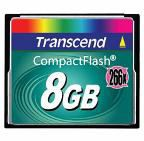 Transcend
CompactFlash®
266X
8GB